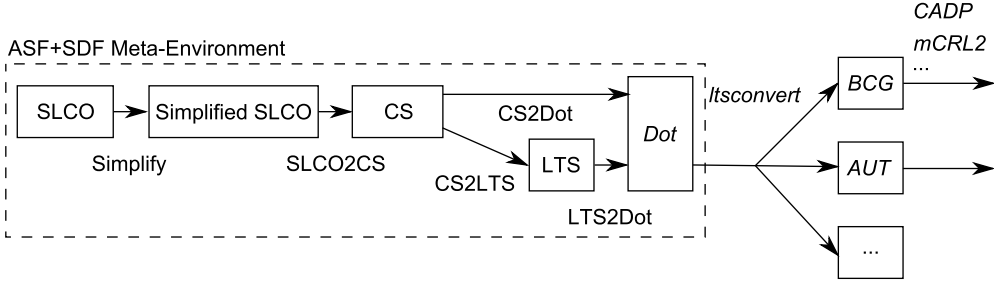 CADP
mCRL2
...
ASF+SDF Meta-Environment
SLCO
Simplified SLCO
CS
CS2Dot
Dot
ltsconvert
BCG
Simplify
SLCO2CS
CS2LTS
LTS
AUT
LTS2Dot
...